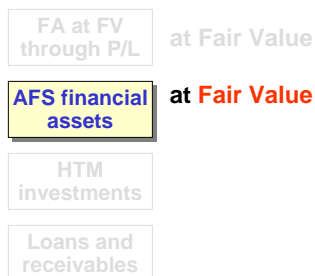 FA at FV
through P/L
at Fair Value
AFS financial
assets
at Fair Value
HTM
investments
Loans and
receivables